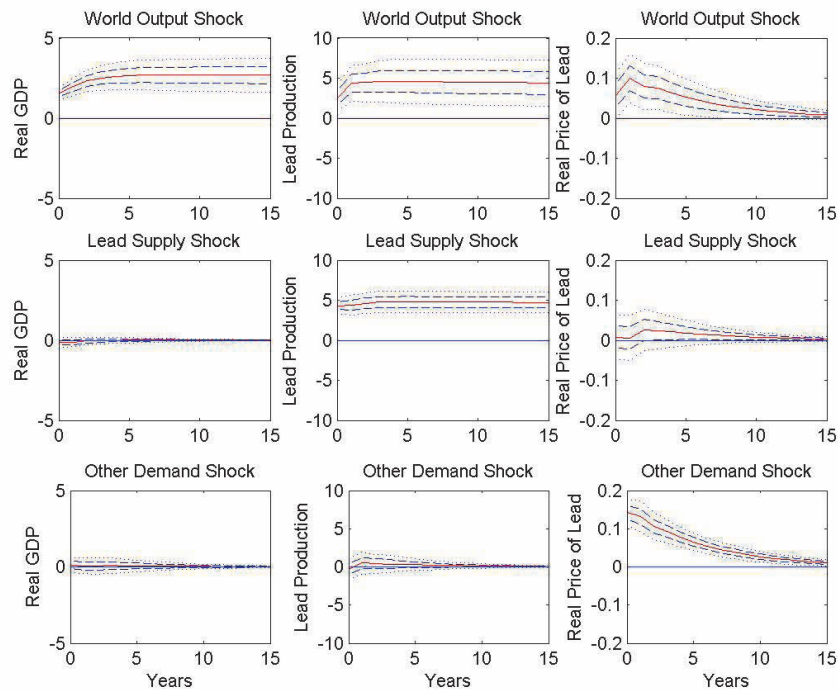 World Output Shock
World Output Shock
World Output Shock
Real GDP
5
0
-5
0 5 10 15
Lead Production
10
5
0
-5
-10
0 5 10 15
Real Price of Lead
0.2
0.1
0
0.1
0.2
0 5 10 15
Lead Supply Shock
Lead Supply Shock
Lead Supply Shock
Real GDP
5
0
-5
0 5 10 15
Lead Production
10
5
0
-5
-10
0 5 10 15
Real Price of Lead
0.2
0.1
0
0.1
0.2
0 5 10 15
Other Demand Shock
Other Demand Shock
Other Demand Shock
Real GDP
5
0
-5
0 5 10 15
Years
Lead Production
10
5
0
-5
-10
0 5 10 15
Years
Real Price of Lead
0.2
0.1
0
0.1
0.2
0 5 10 15
Years